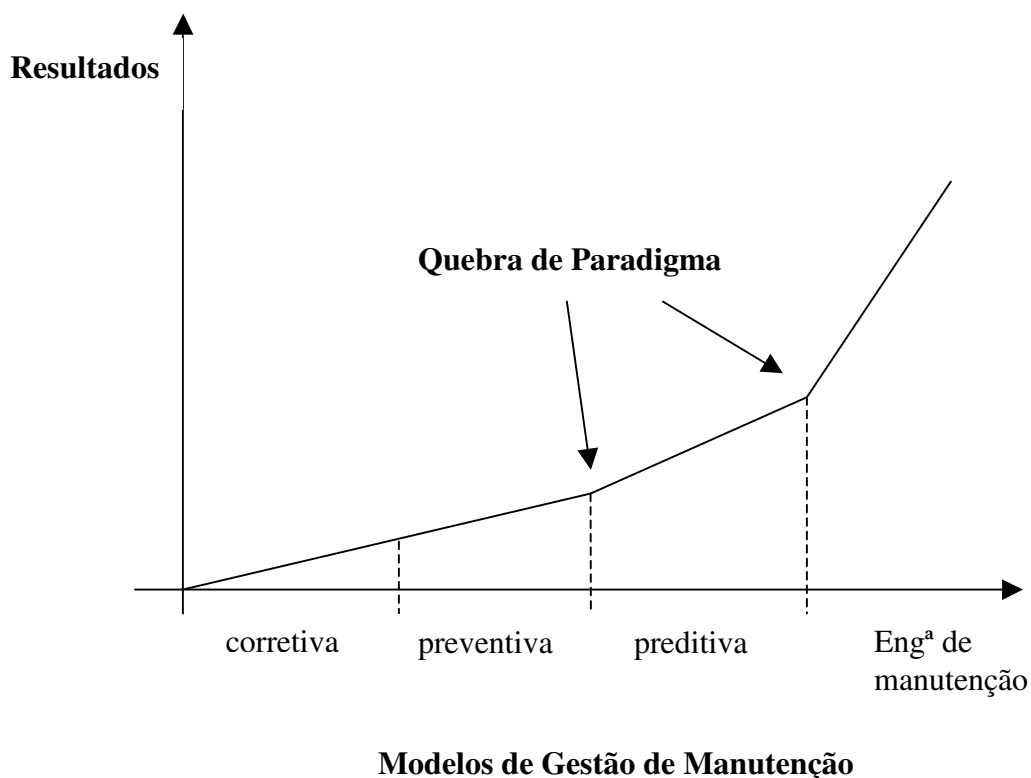 Resultados
Quebra de Paradigma
corretiva
preventiva
preditiva
Engª de
manutenção
Modelos de Gestão de Manutenção